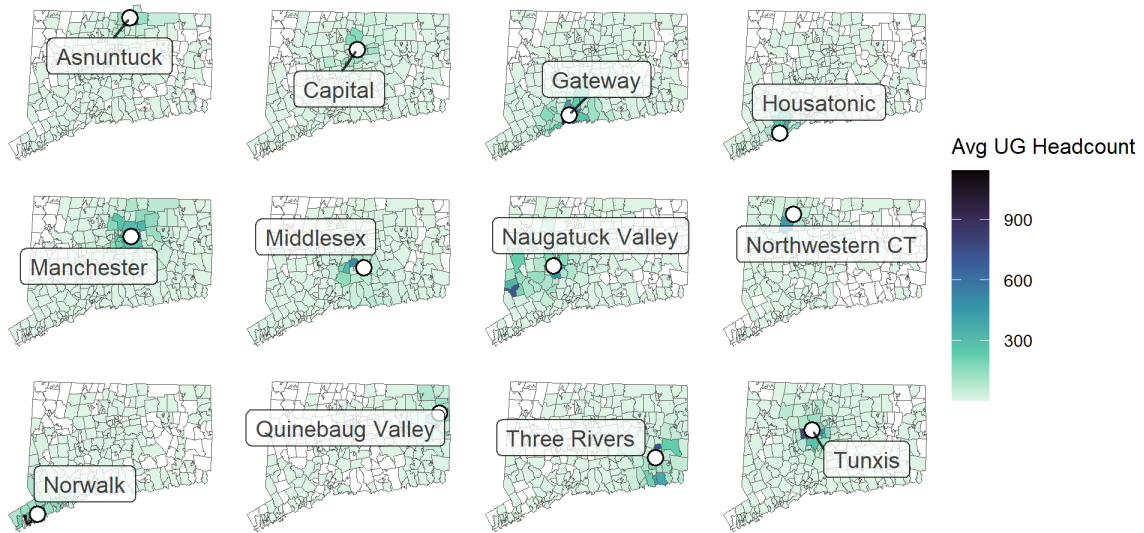 Asnuntuck
Capital
Gateway
Housatonic
Avg UG Headcount
900
600
300
Manchester
Middlesex
Naugatuck Valley
Northwestern CT
Norwalk
Quinebaug Valley
Three Rivers
Tunxis